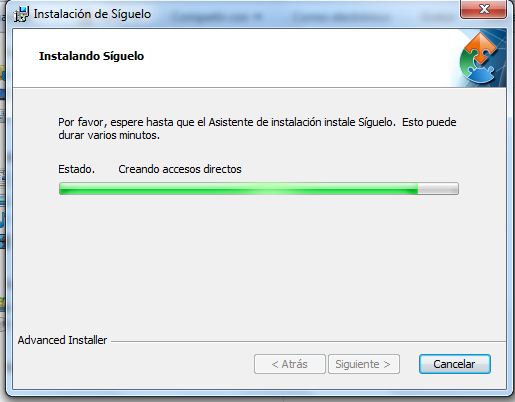 Instalación de Síguelo
Instalando Síguelo
Por favor, espere hasta que el Asistente de instalación instale Síguelo. Esto puede
durar varios minutos.
Estado. Creando accesos directos
Advanced Installer
< Atrás Siguiente > Cancelar